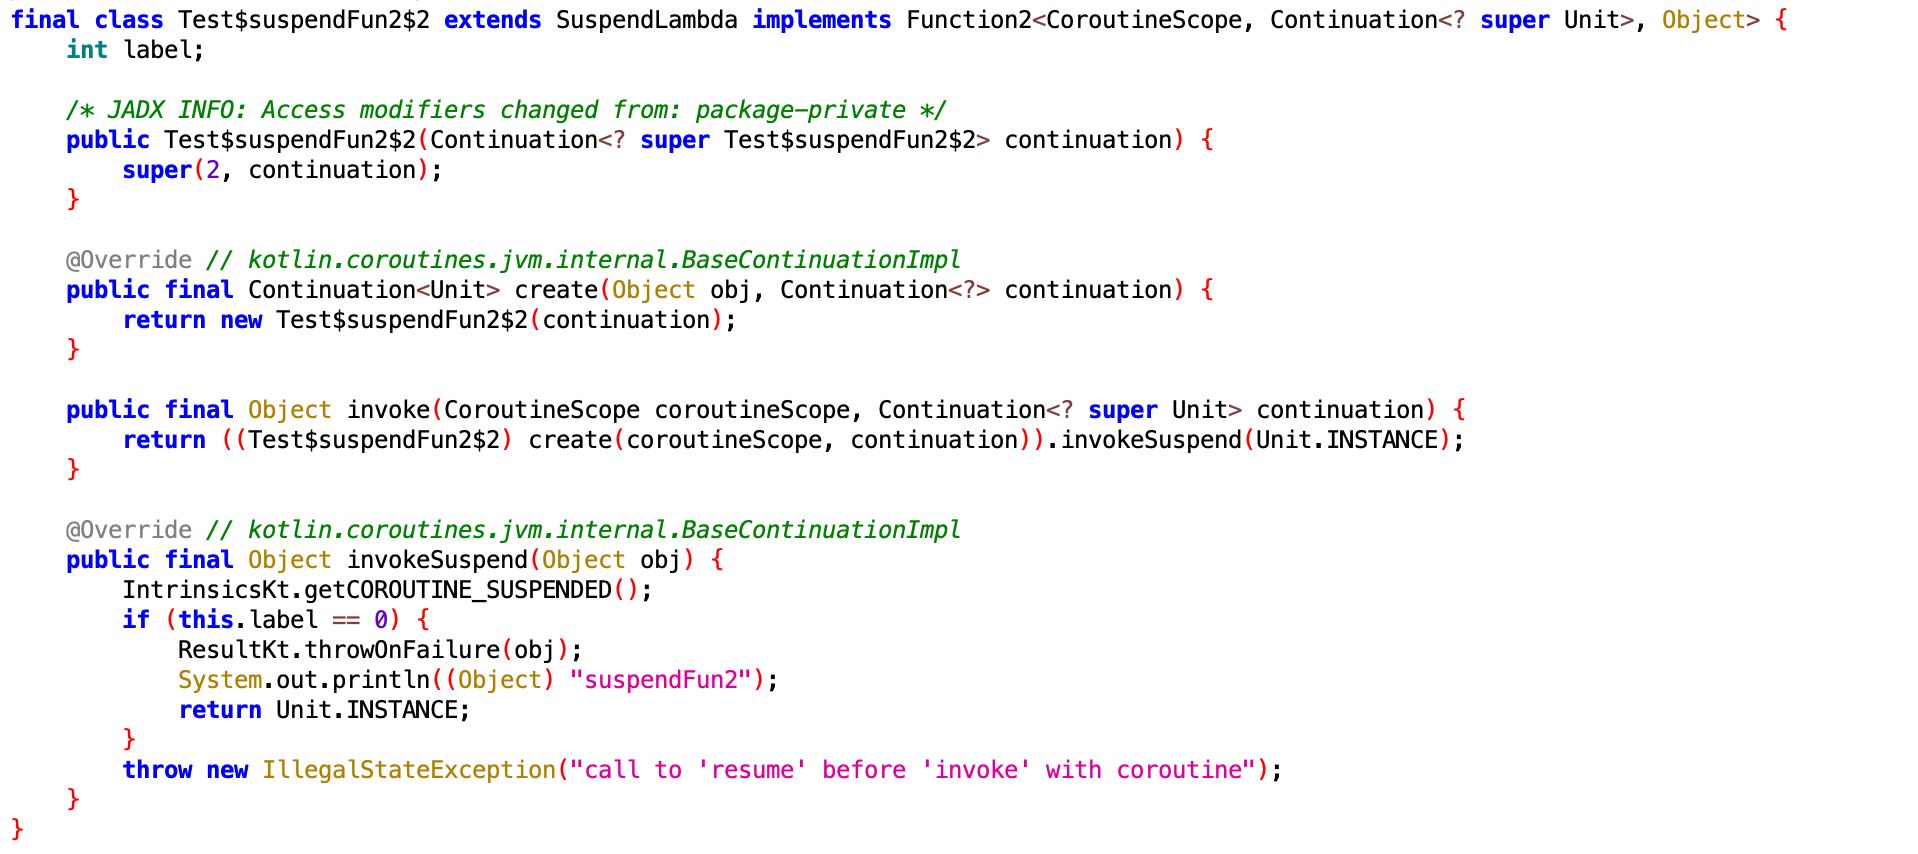 final class Test$suspendFun2$2 extends SuspendLambda implements Function2<CoroutineScope, Continuation<? super Unit>, Object> {
    int label;

    /* JADX INFO: Access modifiers changed from: package-private */
    public Test$suspendFun2$2(Continuation<? super Test$suspendFun2$2> continuation) {
        super(2, continuation);
    }

    @Override // kotlin.coroutines.jvm.internal.BaseContinuationImpl
    public final Continuation<Unit> create(Object obj, Continuation<?> continuation) {
        return new Test$suspendFun2$2(continuation);
    }

    public final Object invoke(CoroutineScope coroutineScope, Continuation<? super Unit> continuation) {
        return ((Test$suspendFun2$2) create(coroutineScope, continuation)).invokeSuspend(Unit.INSTANCE);
    }

    @Override // kotlin.coroutines.jvm.internal.BaseContinuationImpl
    public final Object invokeSuspend(Object obj) {
        IntrinsicsKt.getCOROUTINE_SUSPENDED();
        if (this.label == 0) {
            ResultKt.throwOnFailure(obj);
            System.out.println((Object) "suspendFun2");
            return Unit.INSTANCE;
        }
        throw new IllegalStateException("call to 'resume' before 'invoke' with coroutine");
    }
}